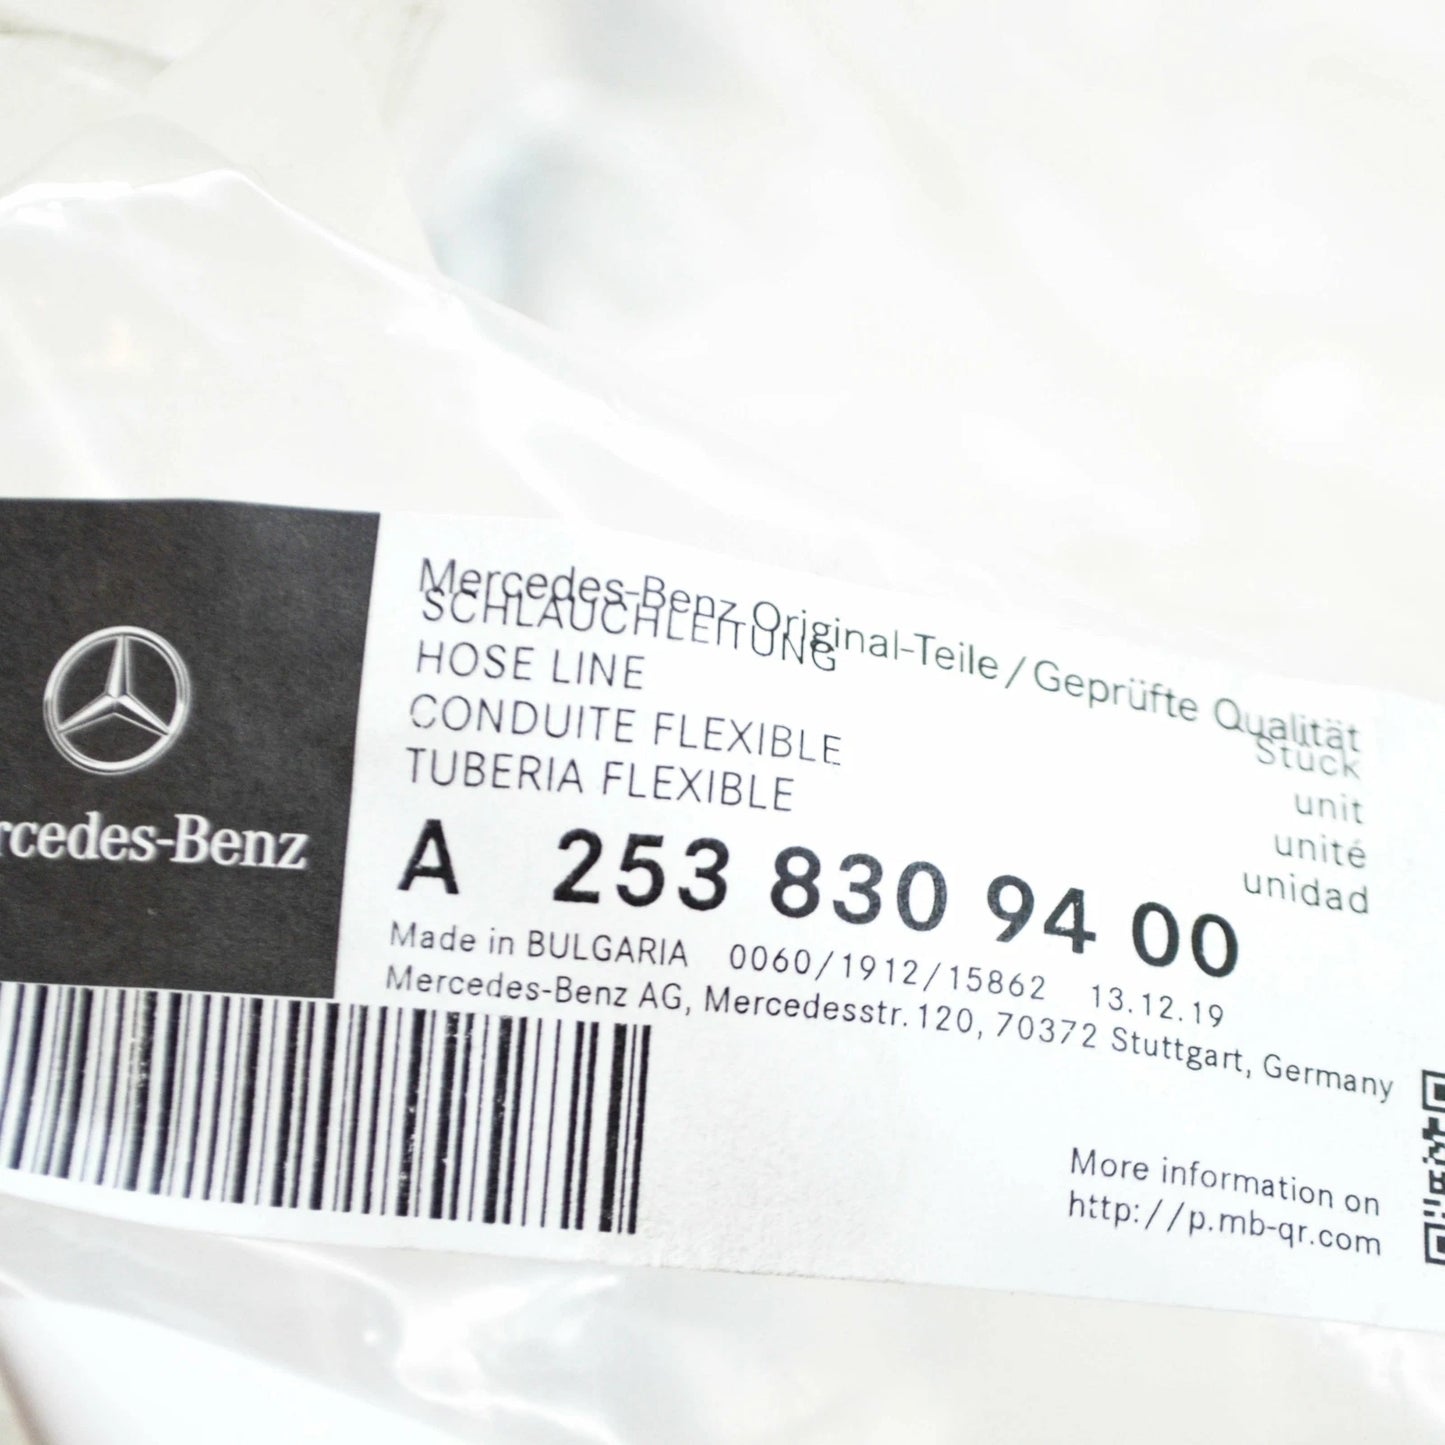 Mercedes-Benz Original-Teile / Geprüfte Qualität
SCHLAUCHLEITUNG Stück
HOSE LINE unit
CONDUITE FLEXIBLE unité
TUBERIA FLEXIBLE unidad
A 253 830 94 00
Made in BULGARIA 0060/1912/15862 13.12.19
Mercedes-Benz AG, Mercedesstr. 120, 70372 Stuttgart, Germany
rcedes-Benz
More information on
http://p.mb-qr.com